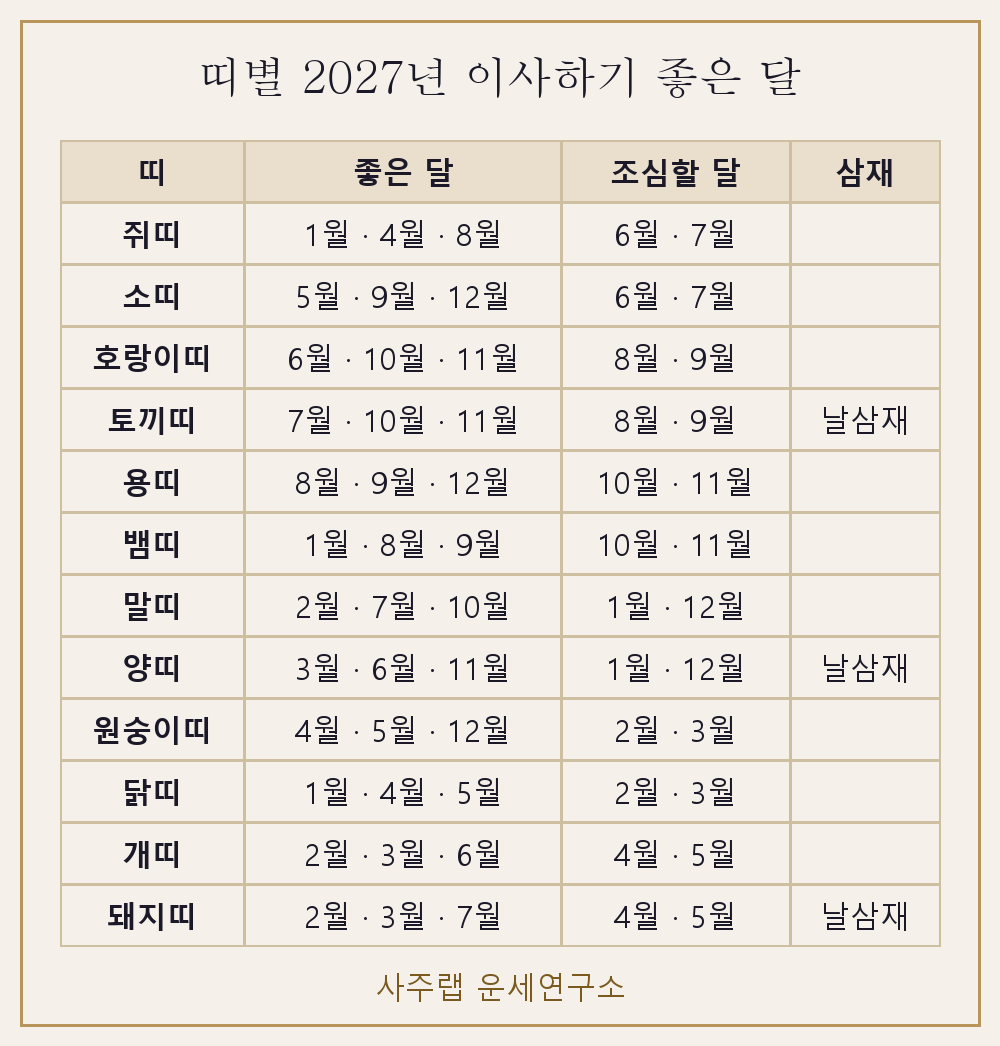 띠별 2027년 이사하기 좋은 달
띠 좋은 달 조심할 달 삼재
쥐띠 1월 · 4월 · 8월 6월 · 7월
소띠 5월 · 9월 · 12월 6월 · 7월
호랑이띠 6월 · 10월 · 11월 8월 · 9월
토끼띠 7월 · 10월 · 11월 8월 · 9월 날삼재
용띠 8월 · 9월 · 12월 10월 · 11월
뱀띠 1월 · 8월 · 9월 10월 · 11월
말띠 2월 · 7월 · 10월 1월 · 12월
양띠 3월 · 6월 · 11월 1월 · 12월 날삼재
원숭이띠 4월 · 5월 · 12월 2월 · 3월
닭띠 1월 · 4월 · 5월 2월 · 3월
개띠 2월 · 3월 · 6월 4월 · 5월
돼지띠 2월 · 3월 · 7월 4월 · 5월 날삼재
사주랩 운세연구소